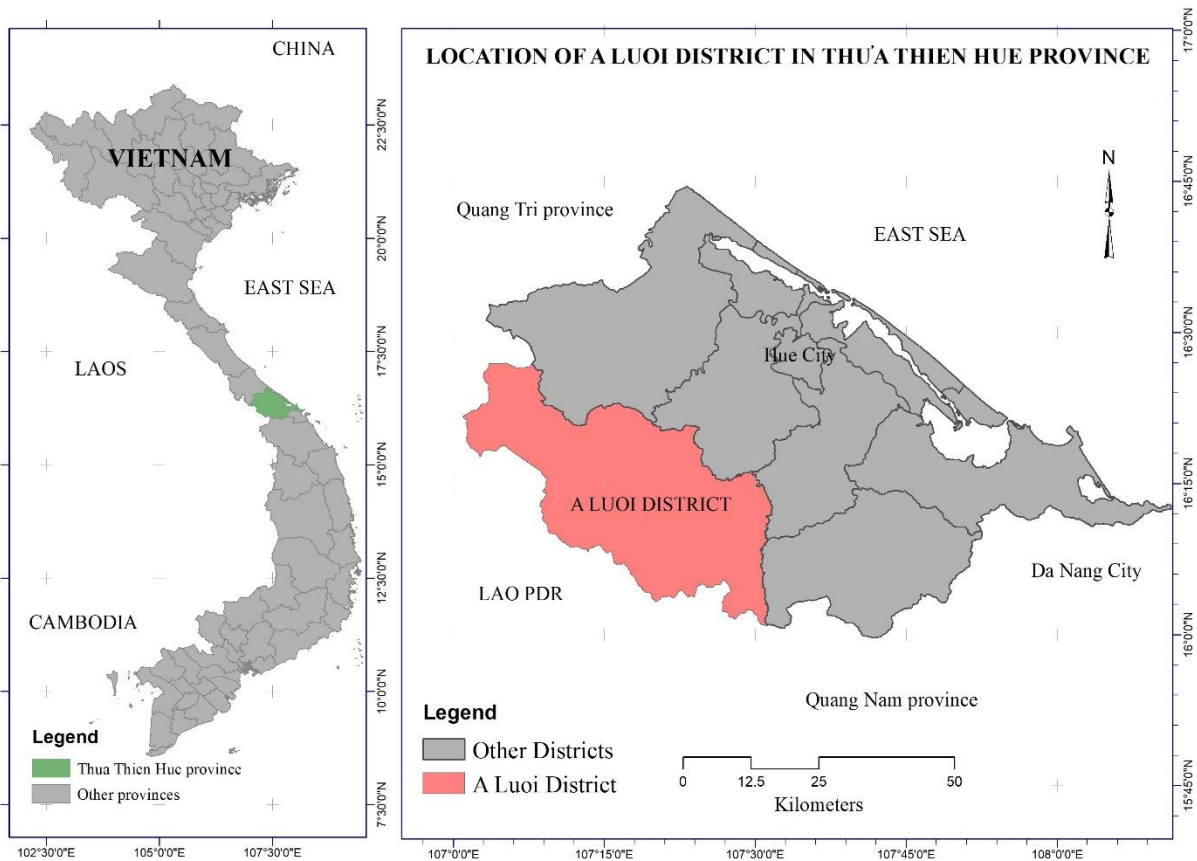 CHINA
VIETNAM
EAST SEA
LAOS
CAMBODIA
Legend
Thua Thien Hue province
Other provinces
22°30'0"N
20°0'0"N
17°30'0"N
15°0'0"N
12°30'0"N
10°0'0"N
7°30'0"N
102°30'0"E
105°0'0"E
107°30'0"E
LOCATION OF A LUOI DISTRICT IN THƯA THIEN HUE PROVINCE
N
Quang Tri province
EAST SEA
Hue City
A LUOI DISTRICT
LAO PDR
Da Nang City
Quang Nam province
Legend
Other Districts
A Luoi District
0 12.5 25 50
Kilometers
17°0'0"N
16°45'0"N
16°30'0"N
16°15'0"N
16°0'0"N
15°45'0"N
107°0'0"E
107°15'0"E
107°30'0"E
107°45'0"E
108°0'0"E